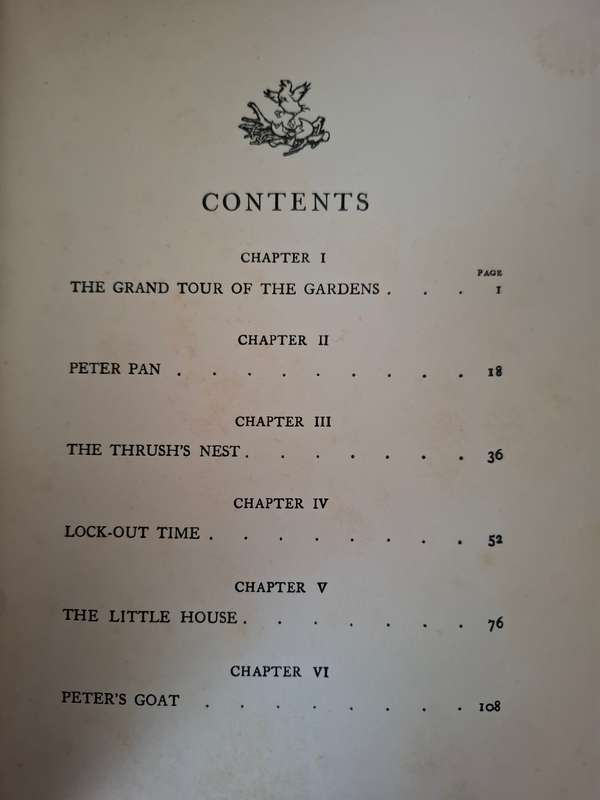 CONTENTS
CHAPTER I
PAGE
THE GRAND TOUR OF THE GARDENS . . . 1
CHAPTER II
PETER PAN . . . . . . . . . 18
CHAPTER III
THE THRUSH'S NEST . . . . . . . 36
CHAPTER IV
LOCK-OUT TIME . . . . . . . . 52
CHAPTER V
THE LITTLE HOUSE . . . . . . . 76
CHAPTER VI
PETER'S GOAT . . . . . . . . 108